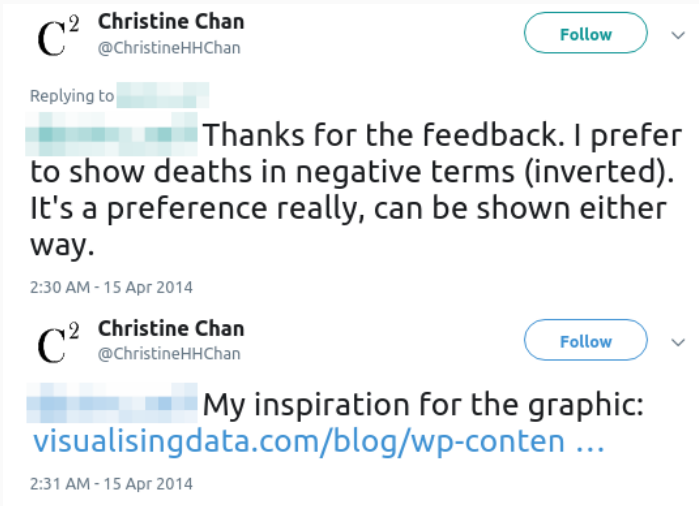 C² Christine Chan
@ChristineHHChan
Follow
Replying to
Thanks for the feedback. I prefer
to show deaths in negative terms (inverted).
It's a preference really, can be shown either
way.
2:30 AM - 15 Apr 2014
C² Christine Chan
@ChristineHHChan
Follow
My inspiration for the graphic:
visualisingdata.com/blog/wp-conten …
2:31 AM - 15 Apr 2014